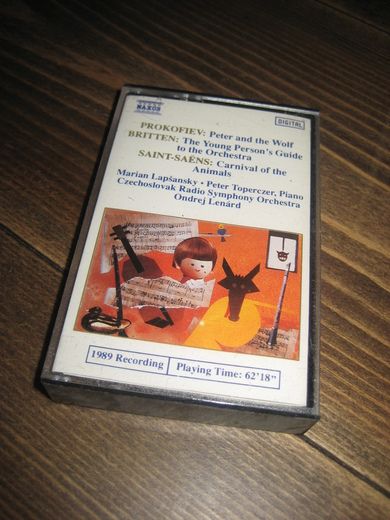 NAXOS
DIGITAL
PROKOFIEV: Peter and the Wolf
BRITTEN: The Young Person's Guide
to the Orchestra
SAINT-SAËNS: Carnival of the
Animals
Marian Lapšansky • Peter Toperczer, Piano
Czechoslovak Radio Symphony Orchestra
Ondrej Lenárd
1989 Recording
Playing Time: 62'18"